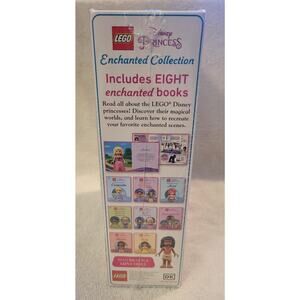 LEGO Disney PRINCESS
Enchanted Collection
Includes EIGHT
enchanted books
Read all about the LEGO® Disney
princesses! Discover their magical
worlds, and learn how to recreate
your favorite enchanted scenes.
LEGO
DK